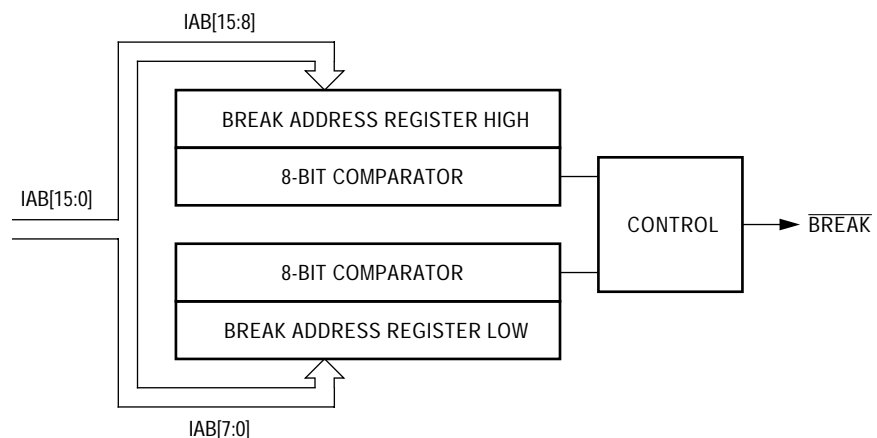 IAB[15:8]
BREAK ADDRESS REGISTER HIGH
8-BIT COMPARATOR
IAB[15:0]
CONTROL
BREAK
8-BIT COMPARATOR
BREAK ADDRESS REGISTER LOW
IAB[7:0]